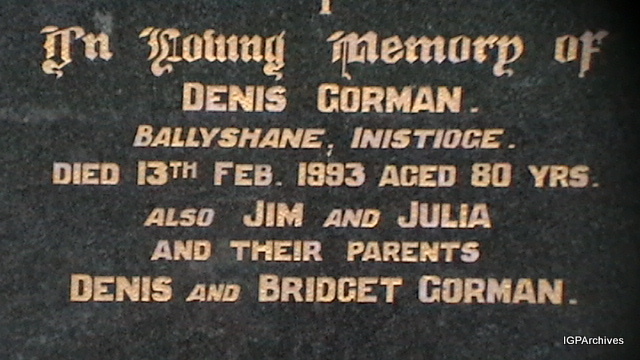 In Loving Memory of
DENIS GORMAN.
BALLYSHANE, INISTIOGE.
DIED 13TH FEB. 1993 AGED 80 YRS.
ALSO JIM AND JULIA
AND THEIR PARENTS
DENIS AND BRIDGET GORMAN.
IGPArchives